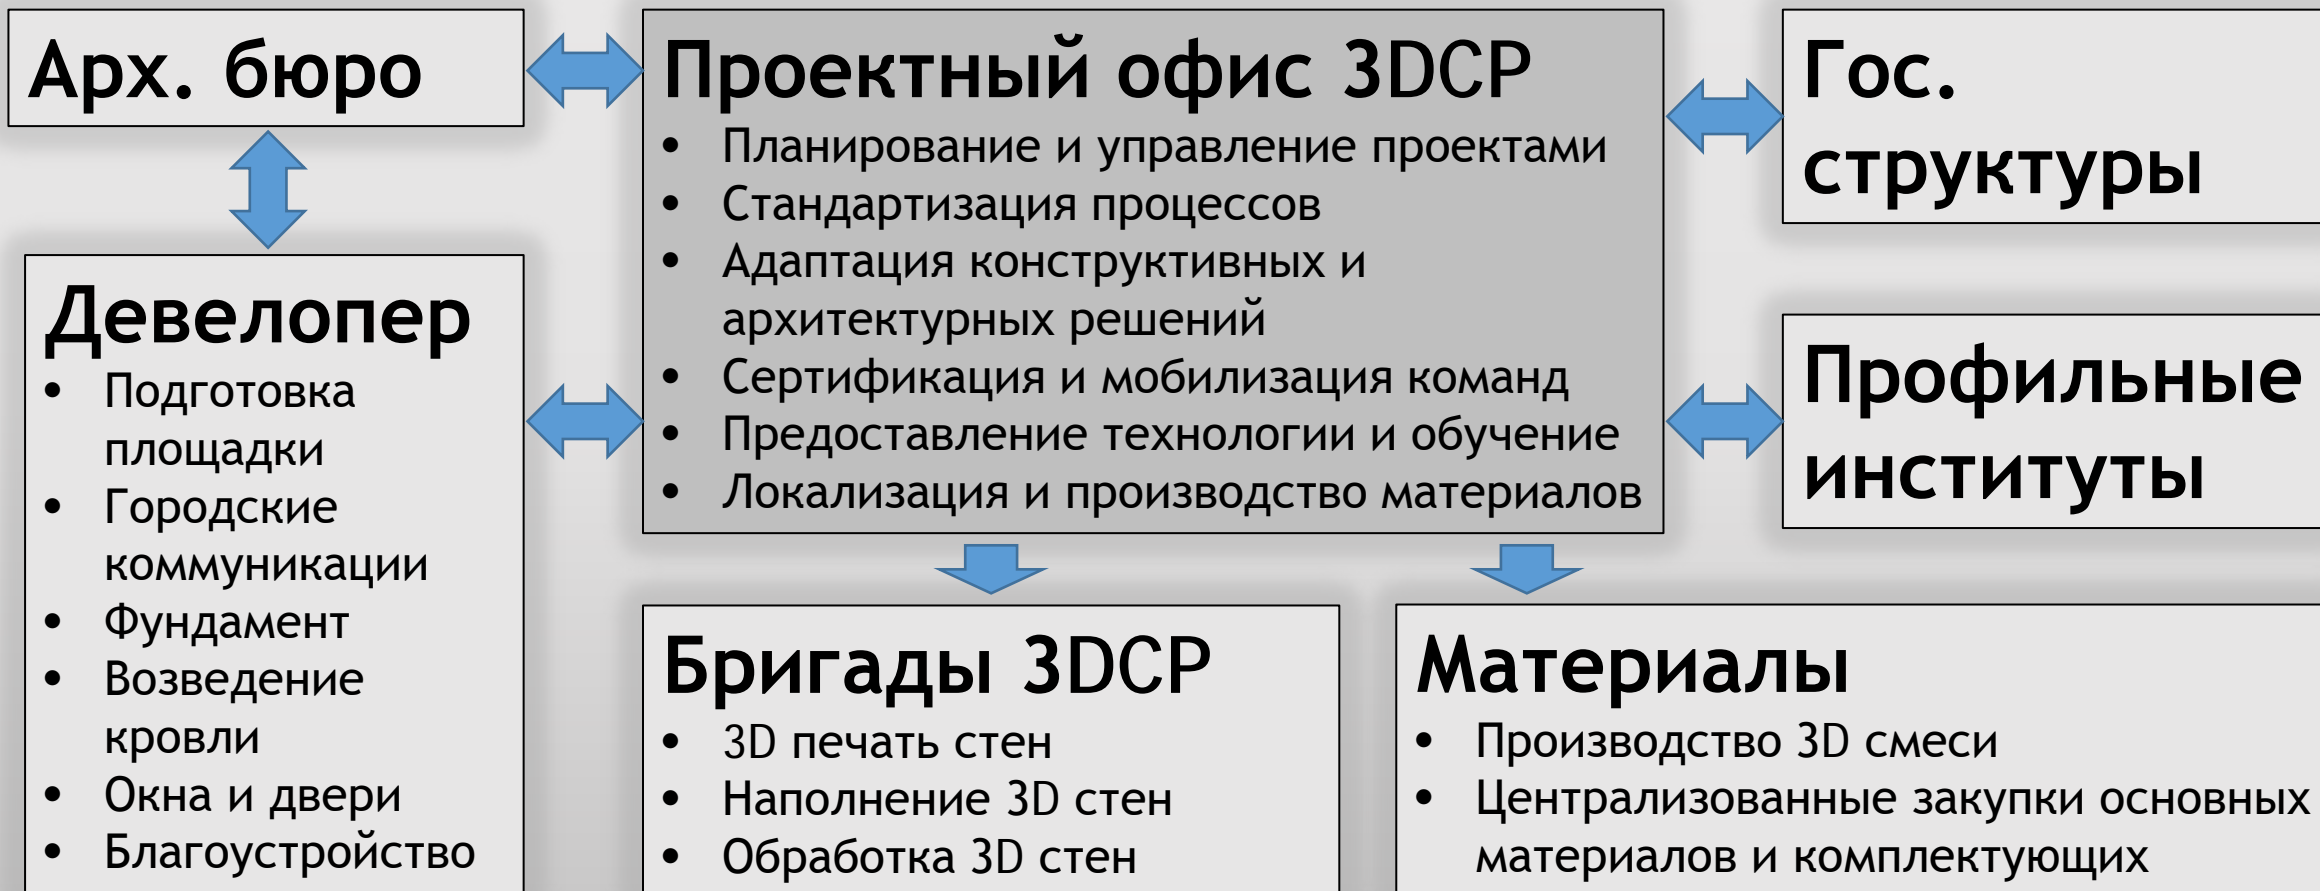 Арх. бюро
Проектный офис 3DCP
• Планирование и управление проектами
• Стандартизация процессов
• Адаптация конструктивных и
архитектурных решений
• Сертификация и мобилизация команд
• Предоставление технологии и обучение
• Локализация и производство материалов
Гос.
структуры
Профильные
институты
Девелопер
• Подготовка
площадки
• Городские
коммуникации
• Фундамент
• Возведение
кровли
• Окна и двери
• Благоустройство
Бригады 3DCP
• 3D печать стен
• Наполнение 3D стен
• Обработка 3D стен
Материалы
• Производство 3D смеси
• Централизованные закупки основных
материалов и комплектующих